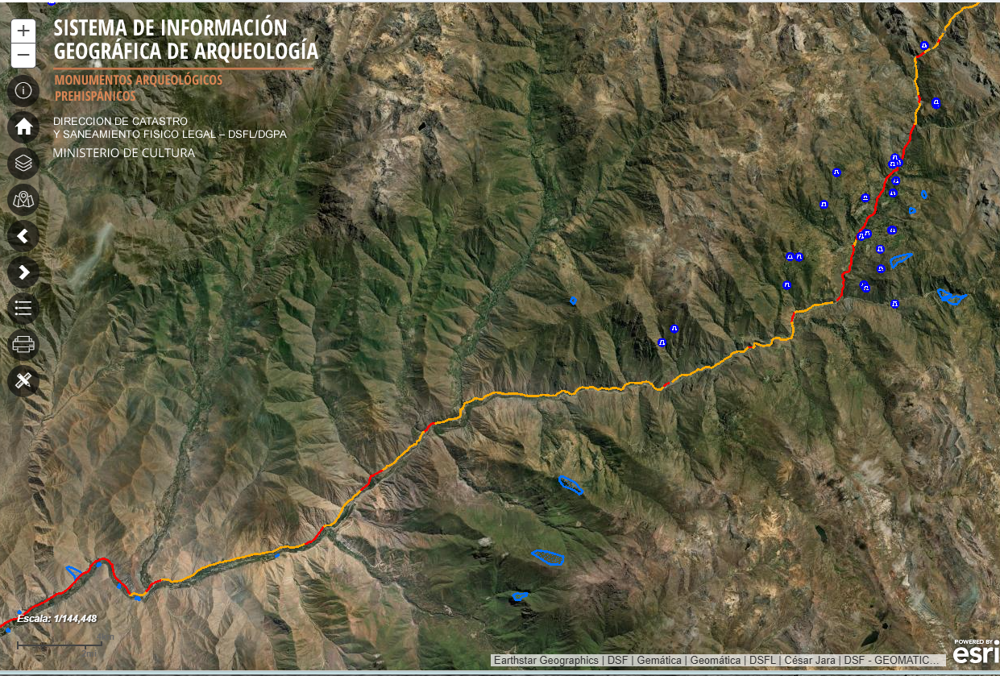 SISTEMA DE INFORMACIÓN
GEOGRÁFICA DE ARQUEOLOGÍA
MONUMENTOS ARQUEOLÓGICOS
PREHISPÁNICOS
DIRECCION DE CATASTRO
Y SANEAMIENTO FISICO LEGAL – DSFL/DGPA
MINISTERIO DE CULTURA
Escala: 1/144,448
Earthstar Geographics | DSF | Gemática | Geomática | DSFL | César Jara | DSF - GEOMATIC...
POWERED BY
esri